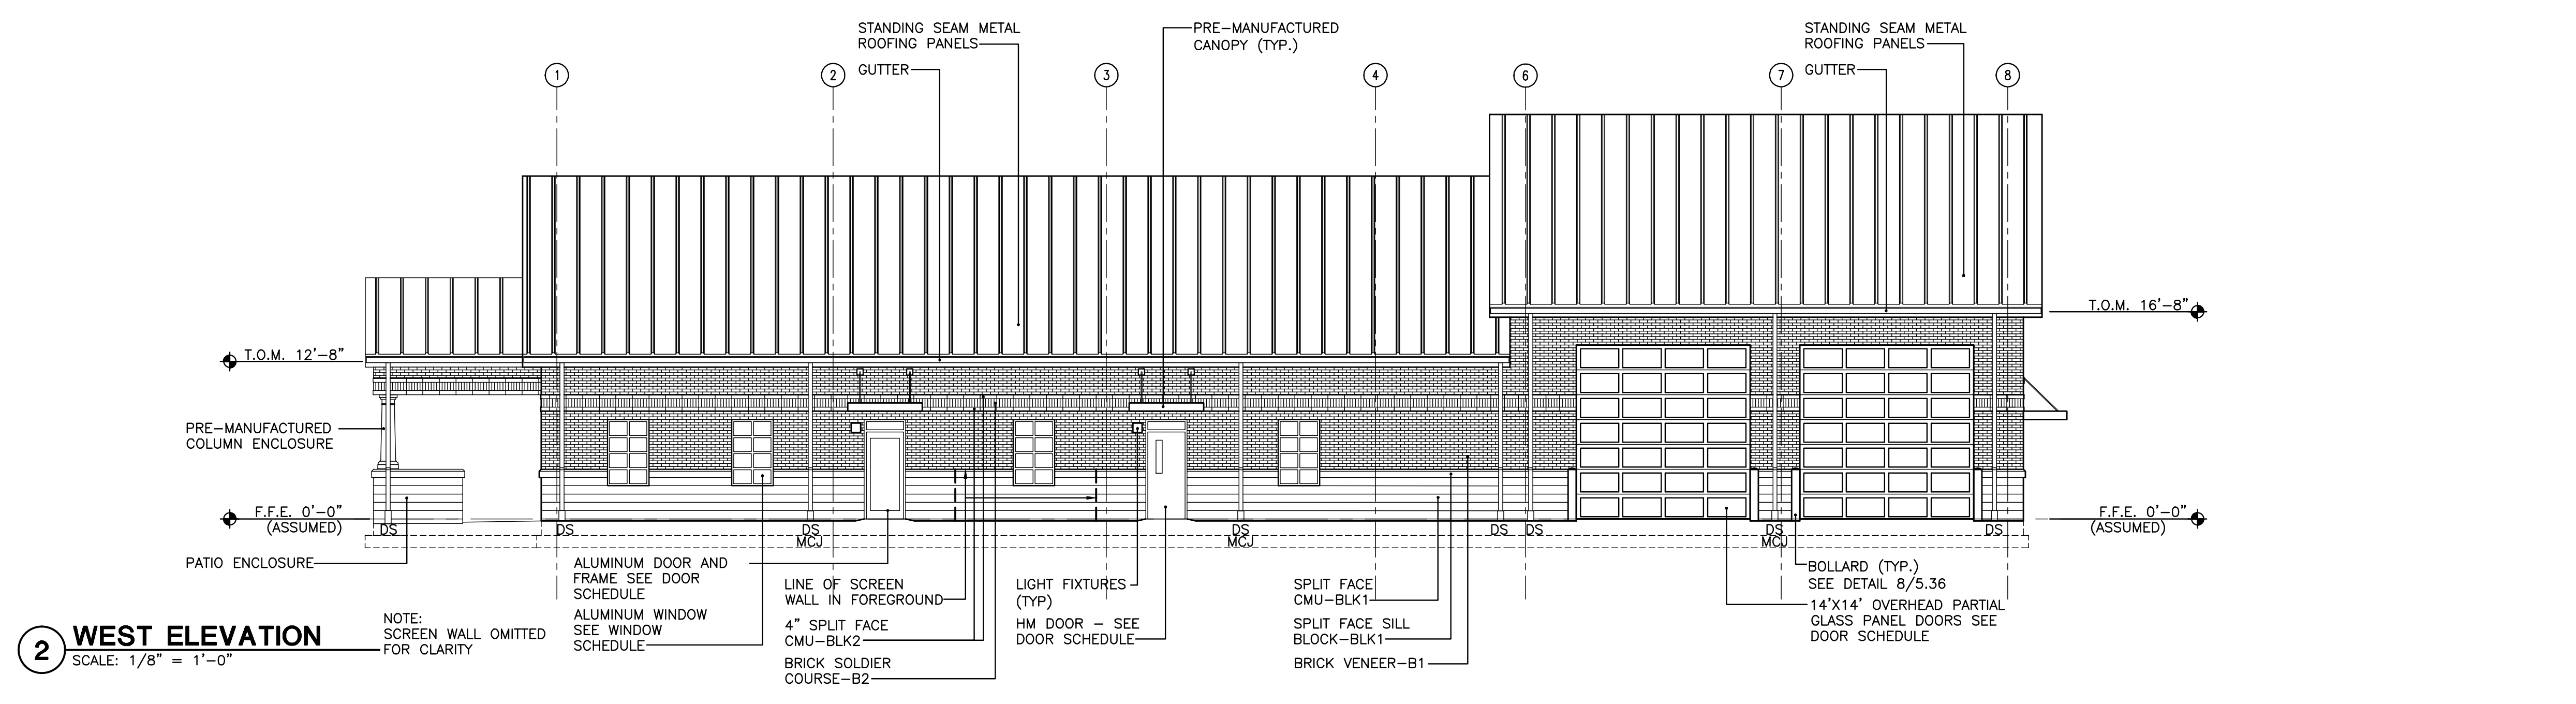 STANDING SEAM METAL
ROOFING PANELS
GUTTER
PRE-MANUFACTURED
CANOPY (TYP.)
STANDING SEAM METAL
ROOFING PANELS
GUTTER
1
2
3
4
6
7
8
T.O.M. 12'-8"
T.O.M. 16'-8"
PRE-MANUFACTURED
COLUMN ENCLOSURE
F.F.E. 0'-0"
(ASSUMED)
F.F.E. 0'-0"
(ASSUMED)
DS
DS
DS
MCJ
DS
MCJ
DS
DS
DS
MCJ
DS
PATIO ENCLOSURE
ALUMINUM DOOR AND
FRAME SEE DOOR
SCHEDULE
ALUMINUM WINDOW
SEE WINDOW
SCHEDULE
LINE OF SCREEN
WALL IN FOREGROUND
4" SPLIT FACE
CMU-BLK2
BRICK SOLDIER
COURSE-B2
LIGHT FIXTURES
(TYP)
HM DOOR - SEE
DOOR SCHEDULE
SPLIT FACE
CMU-BLK1
SPLIT FACE SILL
BLOCK-BLK1
BRICK VENEER-B1
BOLLARD (TYP.)
SEE DETAIL 8/5.36
14'X14' OVERHEAD PARTIAL
GLASS PANEL DOORS SEE
DOOR SCHEDULE
2
WEST ELEVATION
SCALE: 1/8" = 1'-0"
NOTE:
SCREEN WALL OMITTED
FOR CLARITY